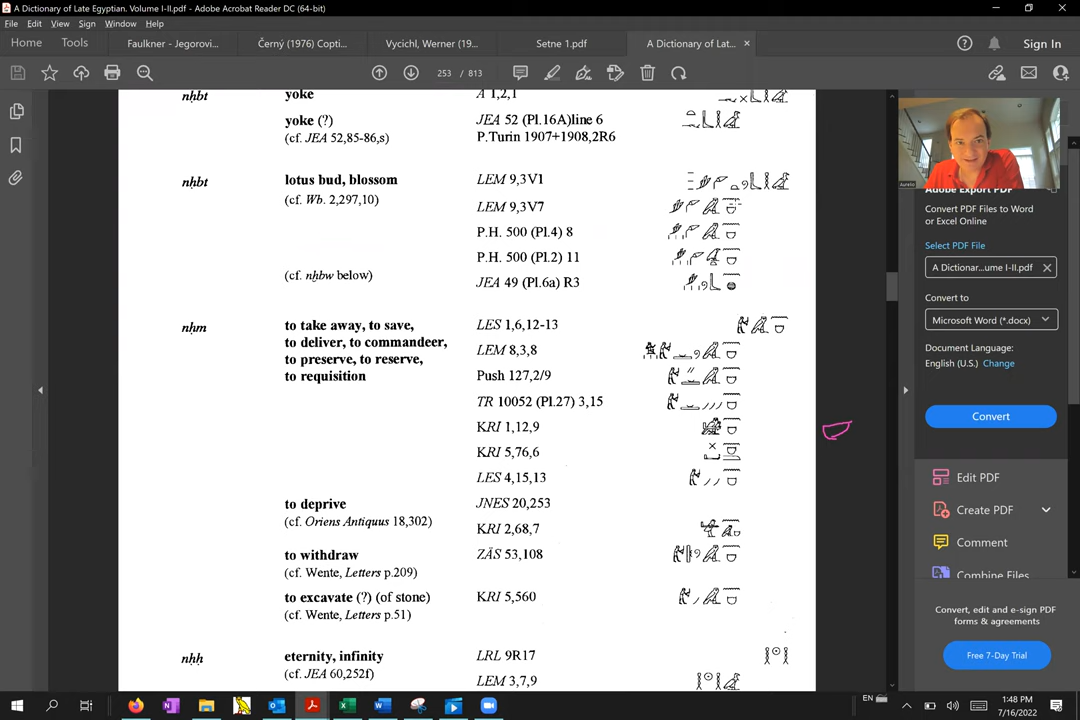 A Dictionary of Late Egyptian. Volume I-II.pdf - Adobe Acrobat Reader DC (64-bit)
File Edit View Sign Window Help
Home Tools Faulkner - Jegorovi... Černý (1976) Copti... Vycichl, Werner (19... Setne 1.pdf A Dictionary of Lat... Sign In
253 / 813
nḥbt yoke A 1,2,1
yoke (?) JEA 52 (Pl.16A)line 6
(cf. JEA 52,85-86,s) P.Turin 1907+1908,2R6
nḥbt lotus bud, blossom LEM 9,3V1
(cf. Wb. 2,297,10) LEM 9,3V7
P.H. 500 (Pl.4) 8
P.H. 500 (Pl.2) 11
(cf. nḥbw below) JEA 49 (Pl.6a) R3
nḥm to take away, to save, LES 1,6,12-13
to deliver, to commandeer, LEM 8,3,8
to preserve, to reserve,
to requisition Push 127,2/9
TR 10052 (Pl.27) 3,15
KRI 1,12,9
KRI 5,76,6
LES 4,15,13
to deprive JNES 20,253
(cf. Oriens Antiquus 18,302) KRI 2,68,7
to withdraw ZÄS 53,108
(cf. Wente, Letters p.209)
to excavate (?) (of stone) KRI 5,560
(cf. Wente, Letters p.51)
nḥḥ eternity, infinity LRL 9R17
(cf. JEA 60,252f) LEM 3,7,9
Aurelio
Adobe Export PDF
Convert PDF Files to Word
or Excel Online
Select PDF File
A Dictionar...ume I-II.pdf
Convert to
Microsoft Word (*.docx)
Document Language:
English (U.S.) Change
Convert
Edit PDF
Create PDF
Comment
Combine Files
Convert, edit and e-sign PDF
forms & agreements
Free 7-Day Trial
EN
1:48 PM
7/16/2022